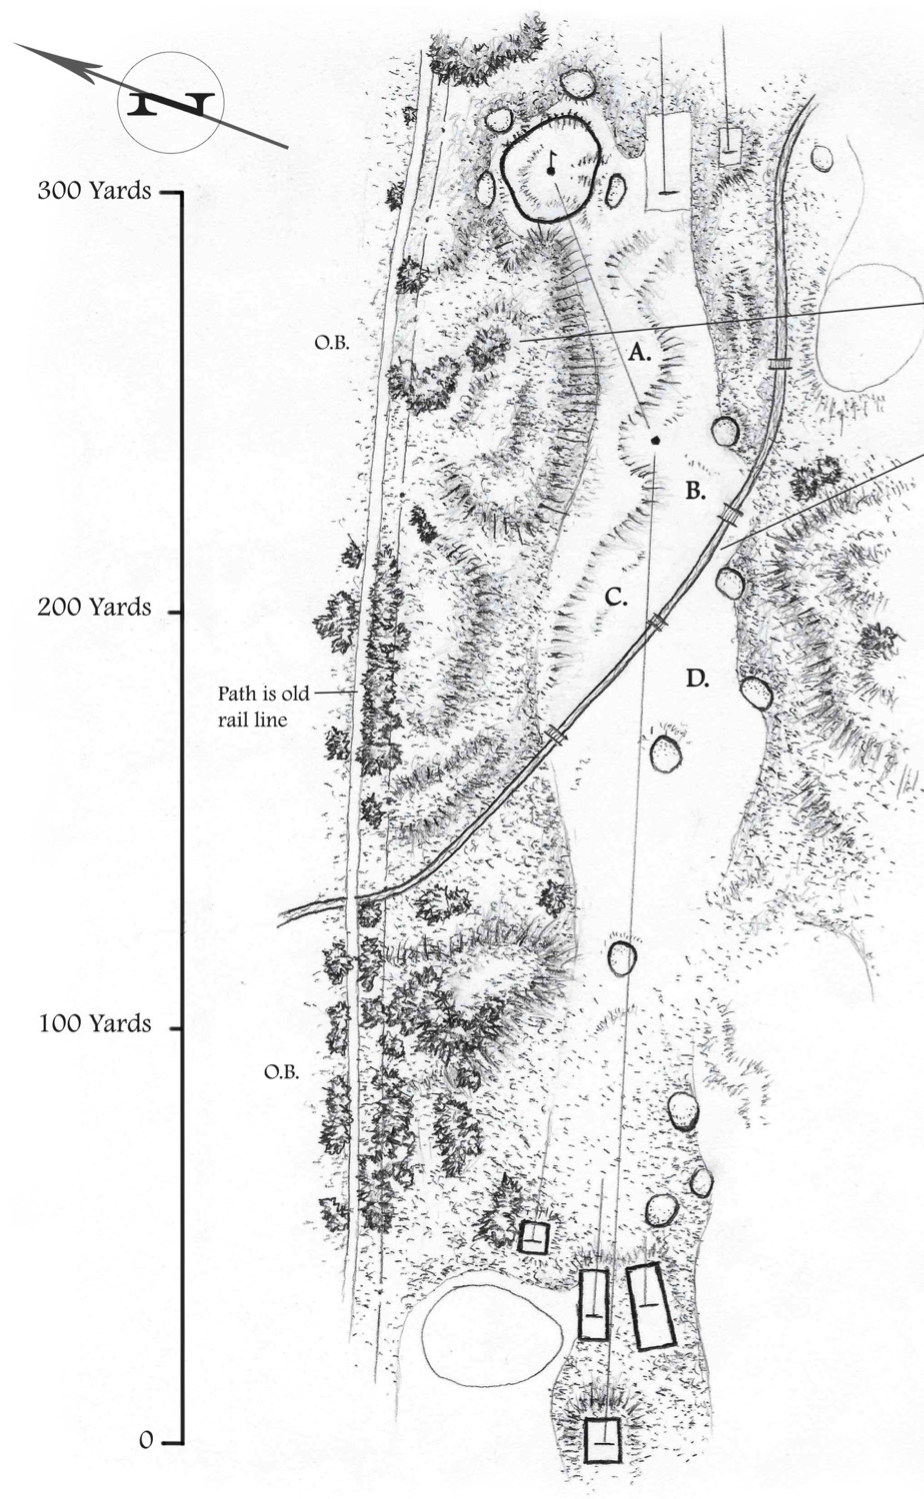 A.
B.
C.
D.
O.B.
Path is old
rail line
O.B.
N
300 Yards
200 Yards
100 Yards
0